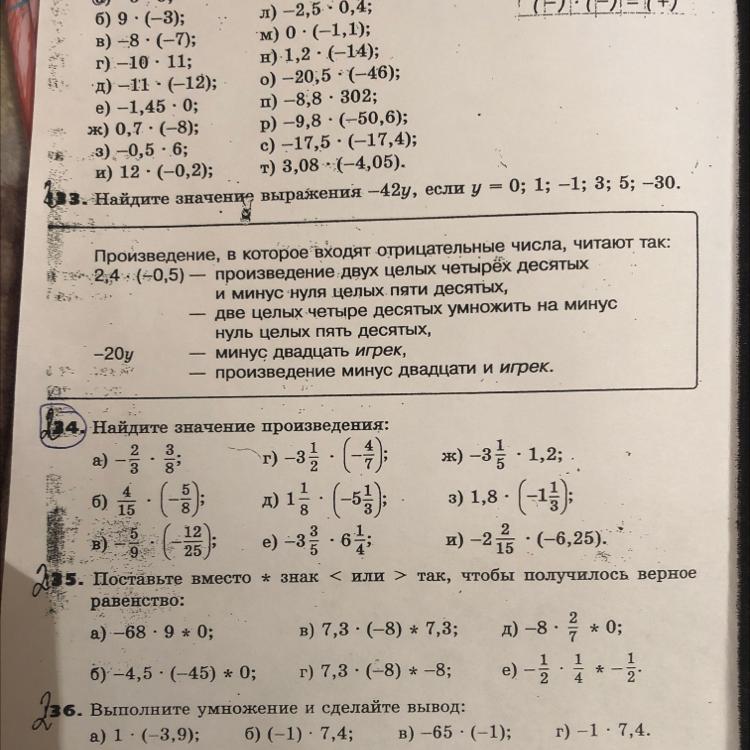 б) 9 · (−3);
в) −8 · (−7);
г) −10 · 11;
д) −11 · (−12);
е) −1,45 · 0;
ж) 0,7 · (−8);
з) −0,5 · 6;
и) 12 · (−0,2);
л) −2,5 · 0,4;
м) 0 · (−1,1);
н) 1,2 · (−14);
о) −20,5 · (−46);
п) −8,8 · 302;
р) −9,8 · (−50,6);
с) −17,5 · (−17,4);
т) 3,08 · (−4,05).
(−) · (−) = (+)
233. Найдите значение выражения −42y, если y = 0; 1; −1; 3; 5; −30.
Произведение, в которое входят отрицательные числа, читают так:
2,4 · (−0,5) — произведение двух целых четырёх десятых
и минус нуля целых пяти десятых,
— две целых четыре десятых умножить на минус
нуль целых пять десятых,
−20y — минус двадцать игрек,
— произведение минус двадцати и игрек.
234. Найдите значение произведения:
а) −2/3 · 3/8; г) −3 1/2 · (−4/7); ж) −3 1/5 · 1,2;
б) 4/15 · (−5/8); д) 1 1/8 · (−5 1/3); з) 1,8 · (−1 1/3);
в) −5/9 · (−12/25); е) −3 3/5 · 6 1/4; и) −2 2/15 · (−6,25).
235. Поставьте вместо * знак < или > так, чтобы получилось верное
равенство:
а) −68 · 9 * 0; в) 7,3 · (−8) * 7,3; д) −8 · 2/7 * 0;
б) −4,5 · (−45) * 0; г) 7,3 · (−8) * −8; е) −1/2 · 1/4 * −1/2.
236. Выполните умножение и сделайте вывод:
а) 1 · (−3,9); б) (−1) · 7,4; в) −65 · (−1); г) −1 · 7,4.